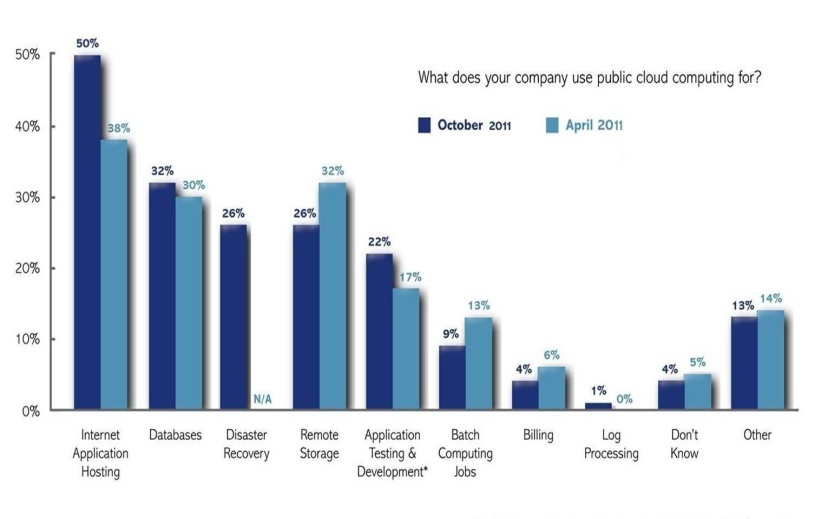 What does your company use public cloud computing for?
October 2011
April 2011
50%
40%
30%
20%
10%
0%
50%
38%
32%
30%
26%
N/A
26%
32%
22%
17%
9%
13%
4%
6%
1%
0%
4%
5%
13%
14%
Internet
Application
Hosting
Databases
Disaster
Recovery
Remote
Storage
Application
Testing &
Development*
Batch
Computing
Jobs
Billing
Log
Processing
Don't
Know
Other